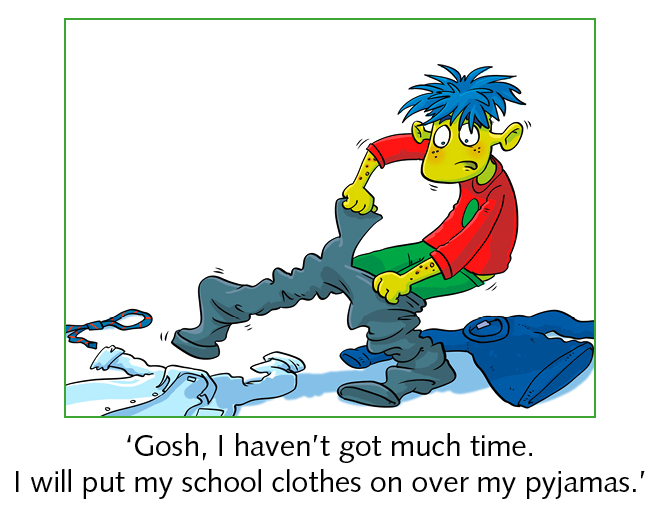 ‘Gosh, I haven’t got much time.
I will put my school clothes on over my pyjamas.’